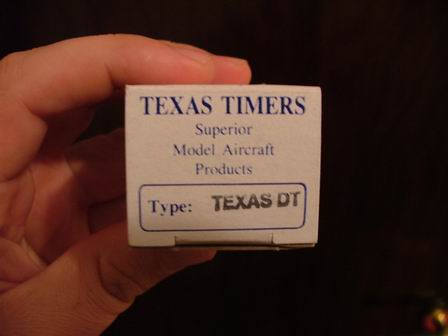 TEXAS TIMERS
Superior
Model Aircraft
Products
Type: TEXAS DT